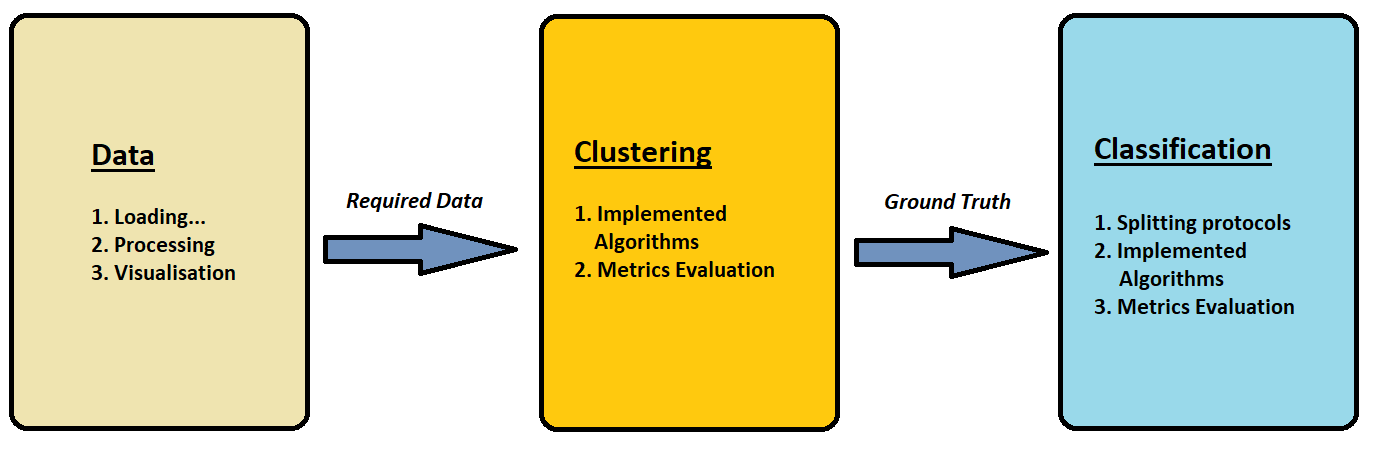 Data
1. Loading...
2. Processing
3. Visualisation
Required Data
Clustering
1. Implemented
Algorithms
2. Metrics Evaluation
Ground Truth
Classification
1. Splitting protocols
2. Implemented
Algorithms
3. Metrics Evaluation